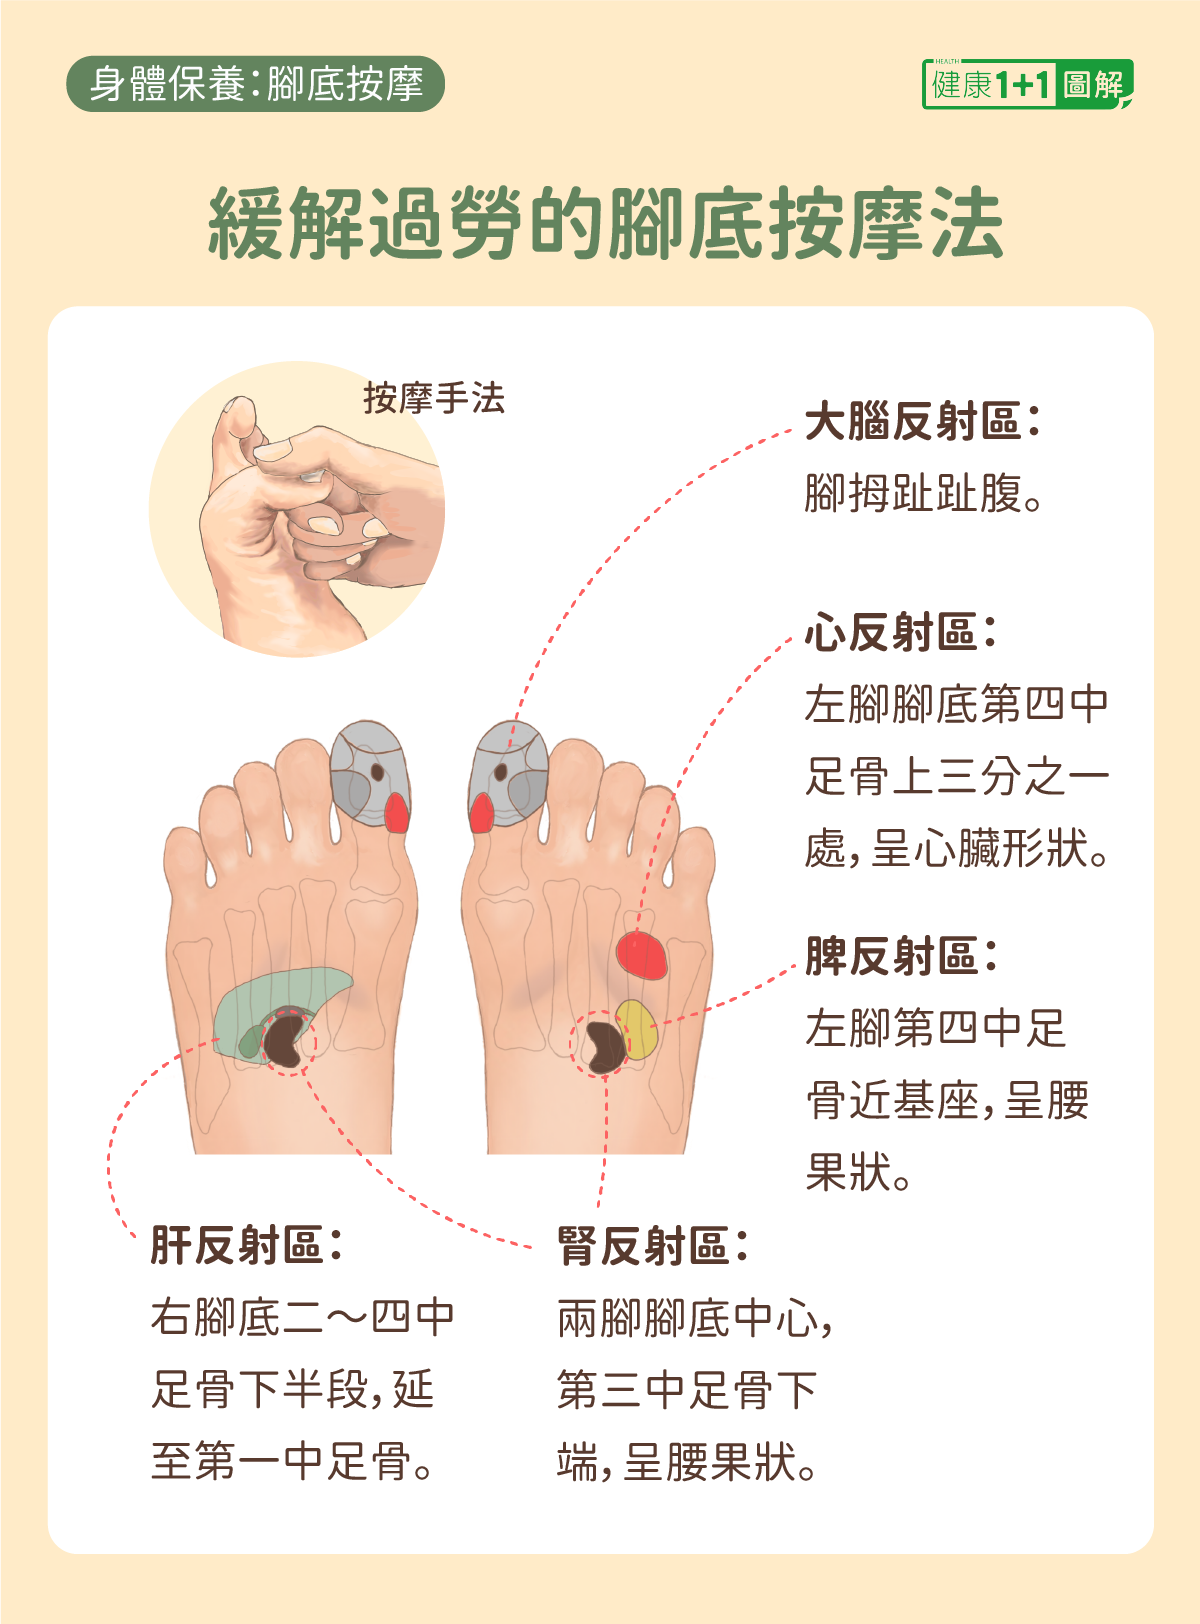 身體保養：腳底按摩
HEALTH
健康1+1圖解
緩解過勞的腳底按摩法
按摩手法
大腦反射區：
腳拇趾趾腹。
心反射區：
左腳腳底第四中
足骨上三分之一
處，呈心臟形狀。
脾反射區：
左腳第四中足
骨近基座，呈腰
果狀。
肝反射區：
右腳底二～四中
足骨下半段，延
至第一中足骨。
腎反射區：
兩腳腳底中心，
第三中足骨下
端，呈腰果狀。